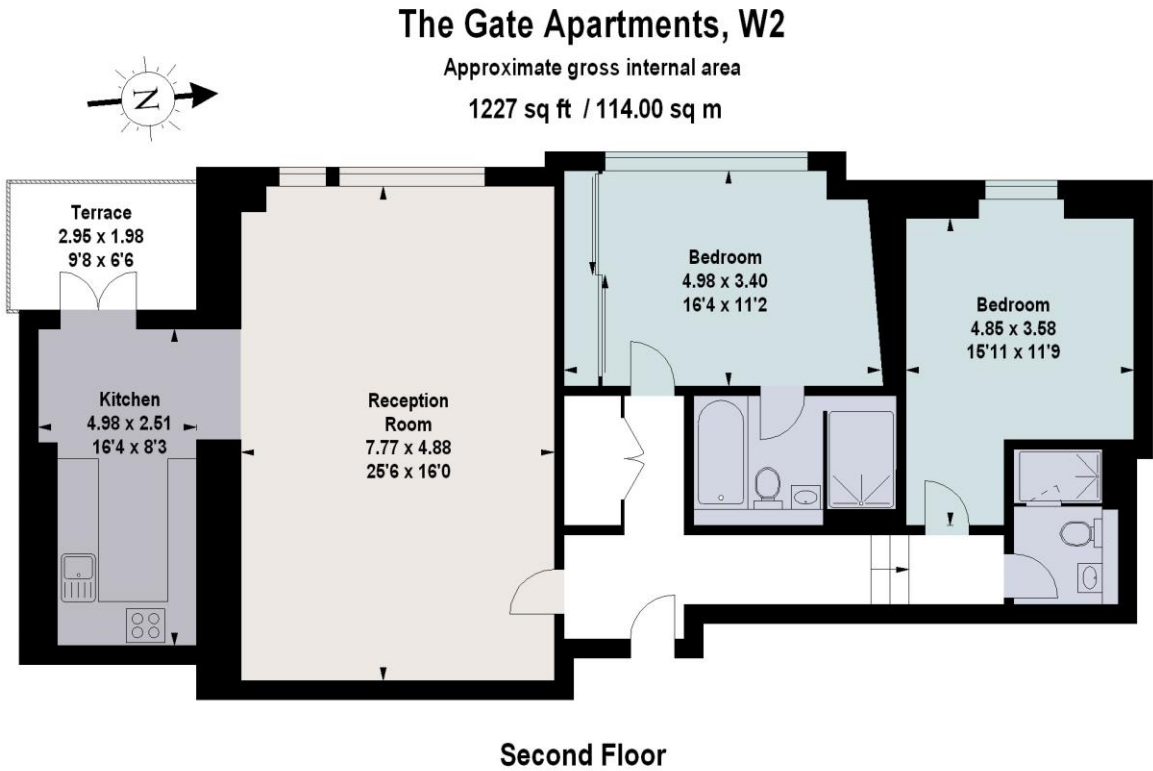 The Gate Apartments, W2
Approximate gross internal area
1227 sq ft / 114.00 sq m
N
Terrace
2.95 x 1.98
9'8 x 6'6
Bedroom
4.98 x 3.40
16'4 x 11'2
Bedroom
4.85 x 3.58
15'11 x 11'9
Kitchen
4.98 x 2.51
16'4 x 8'3
Reception
Room
7.77 x 4.88
25'6 x 16'0
Second Floor